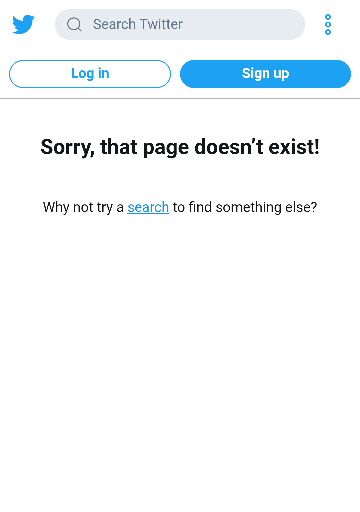 Search Twitter
Log in
Sign up
Sorry, that page doesn’t exist!
Why not try a search to find something else?